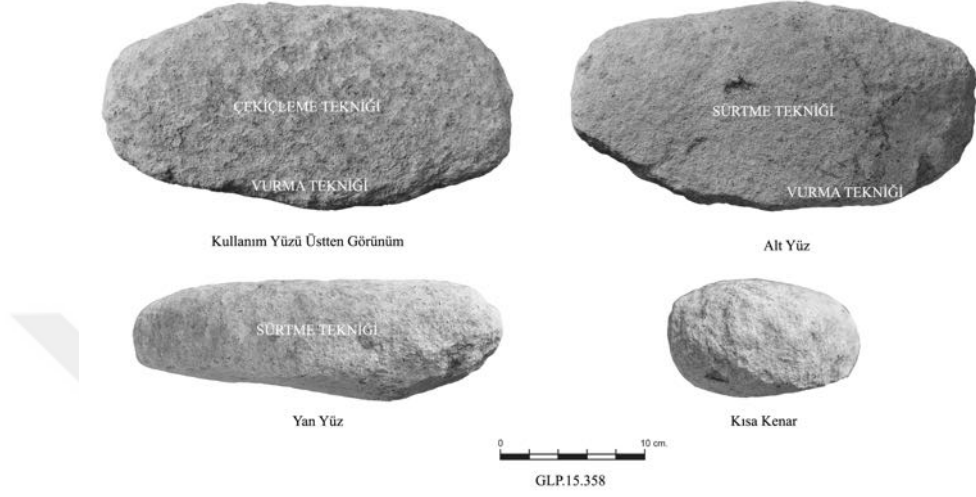 ÇEKİÇLEME TEKNİĞİ
VURMA TEKNİĞİ
Kullanım Yüzü Üstten Görünüm
SÜRTME TEKNİĞİ
VURMA TEKNİĞİ
Alt Yüz
SÜRTME TEKNİĞİ
Yan Yüz
Kısa Kenar
0 10 cm.
GLP.15.358